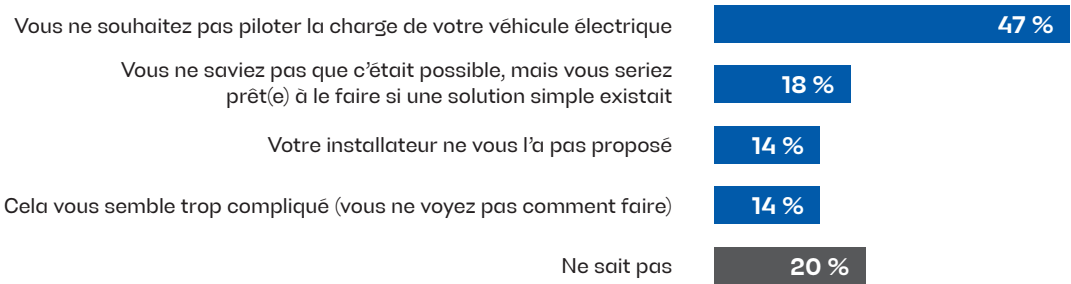 Vous ne souhaitez pas piloter la charge de votre véhicule électrique
47 %
Vous ne saviez pas que c'était possible, mais vous seriez
prêt(e) à le faire si une solution simple existait
18 %
Votre installateur ne vous l'a pas proposé
14 %
Cela vous semble trop compliqué (vous ne voyez pas comment faire)
14 %
Ne sait pas
20 %